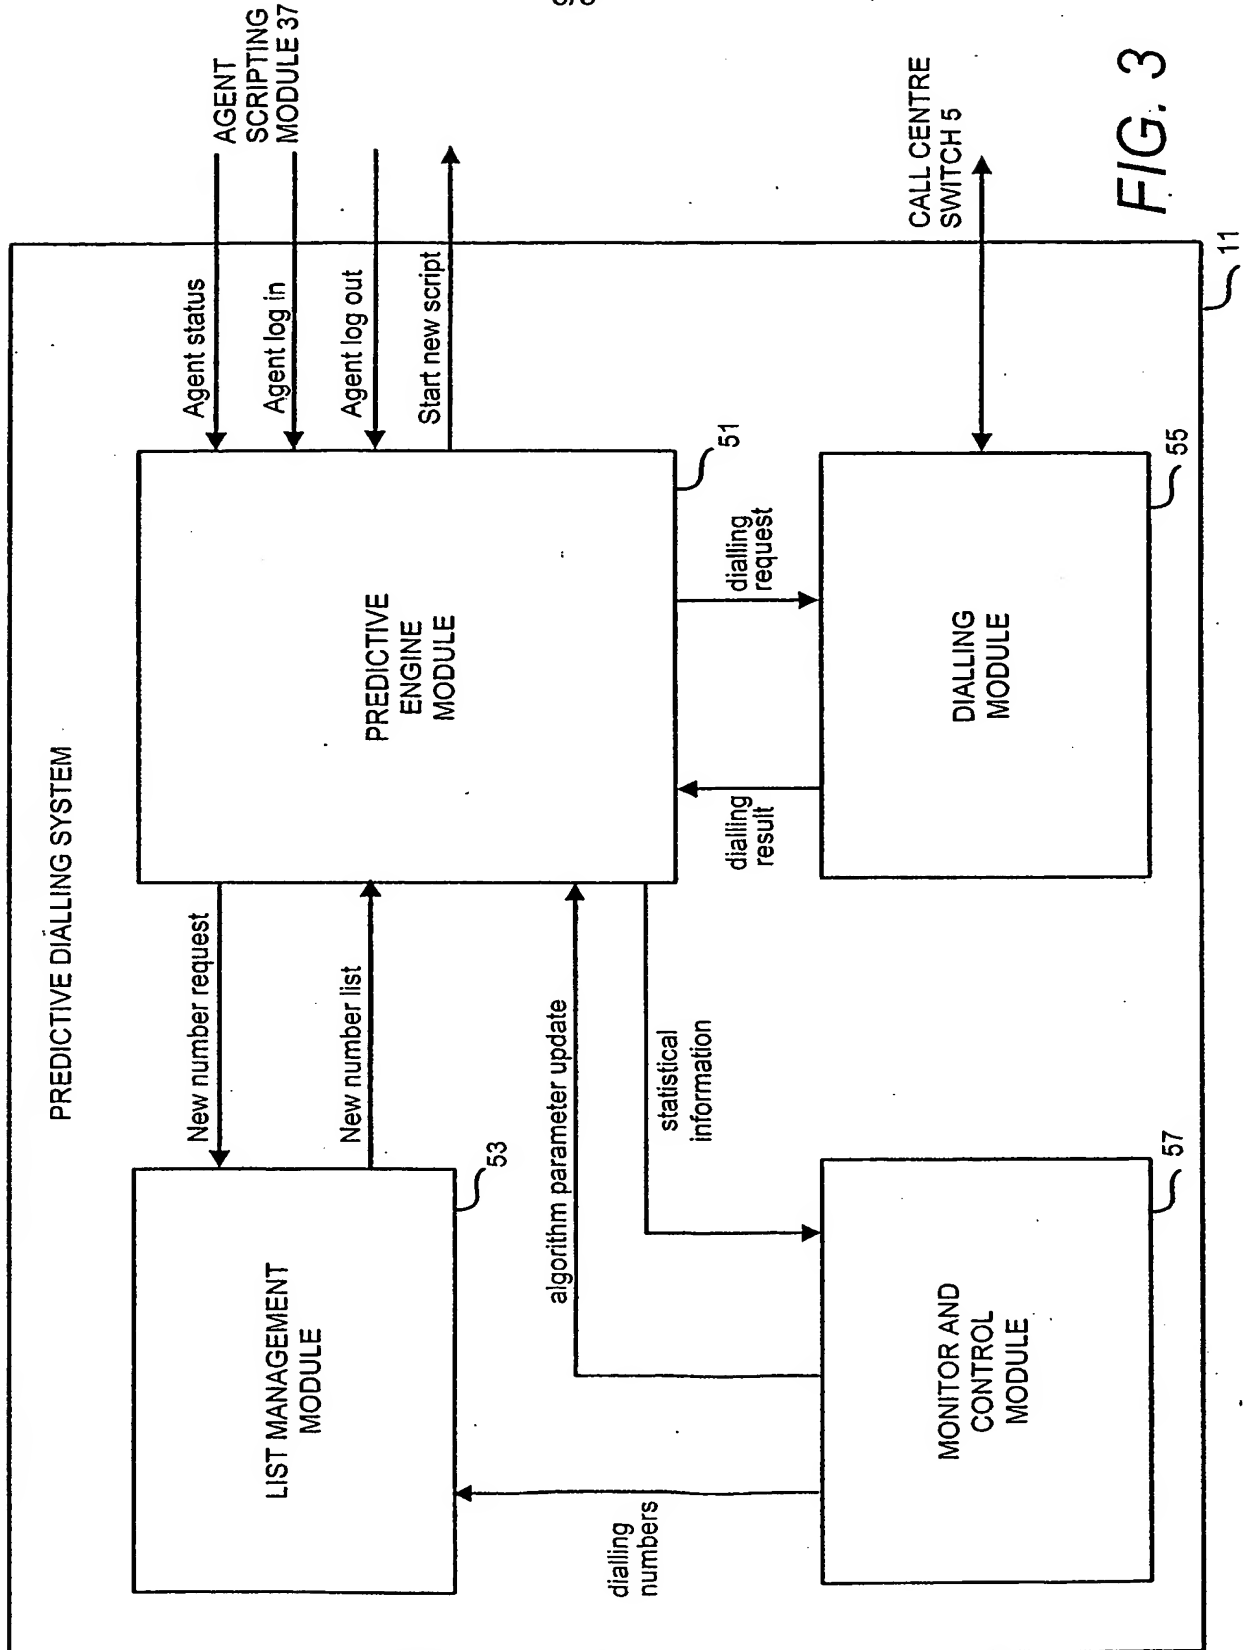 PREDICTIVE DIALLING SYSTEM
LIST MANAGEMENT
MODULE
53
New number request
New number list
PREDICTIVE
ENGINE
MODULE
51
Agent status
Agent log in
Agent log out
Start new script
AGENT
SCRIPTING
MODULE 37
dialling
numbers
algorithm parameter update
statistical
information
dialling
result
dialling
request
MONITOR AND
CONTROL
MODULE
57
DIALLING
MODULE
55
CALL CENTRE
SWITCH 5
11
FIG. 3